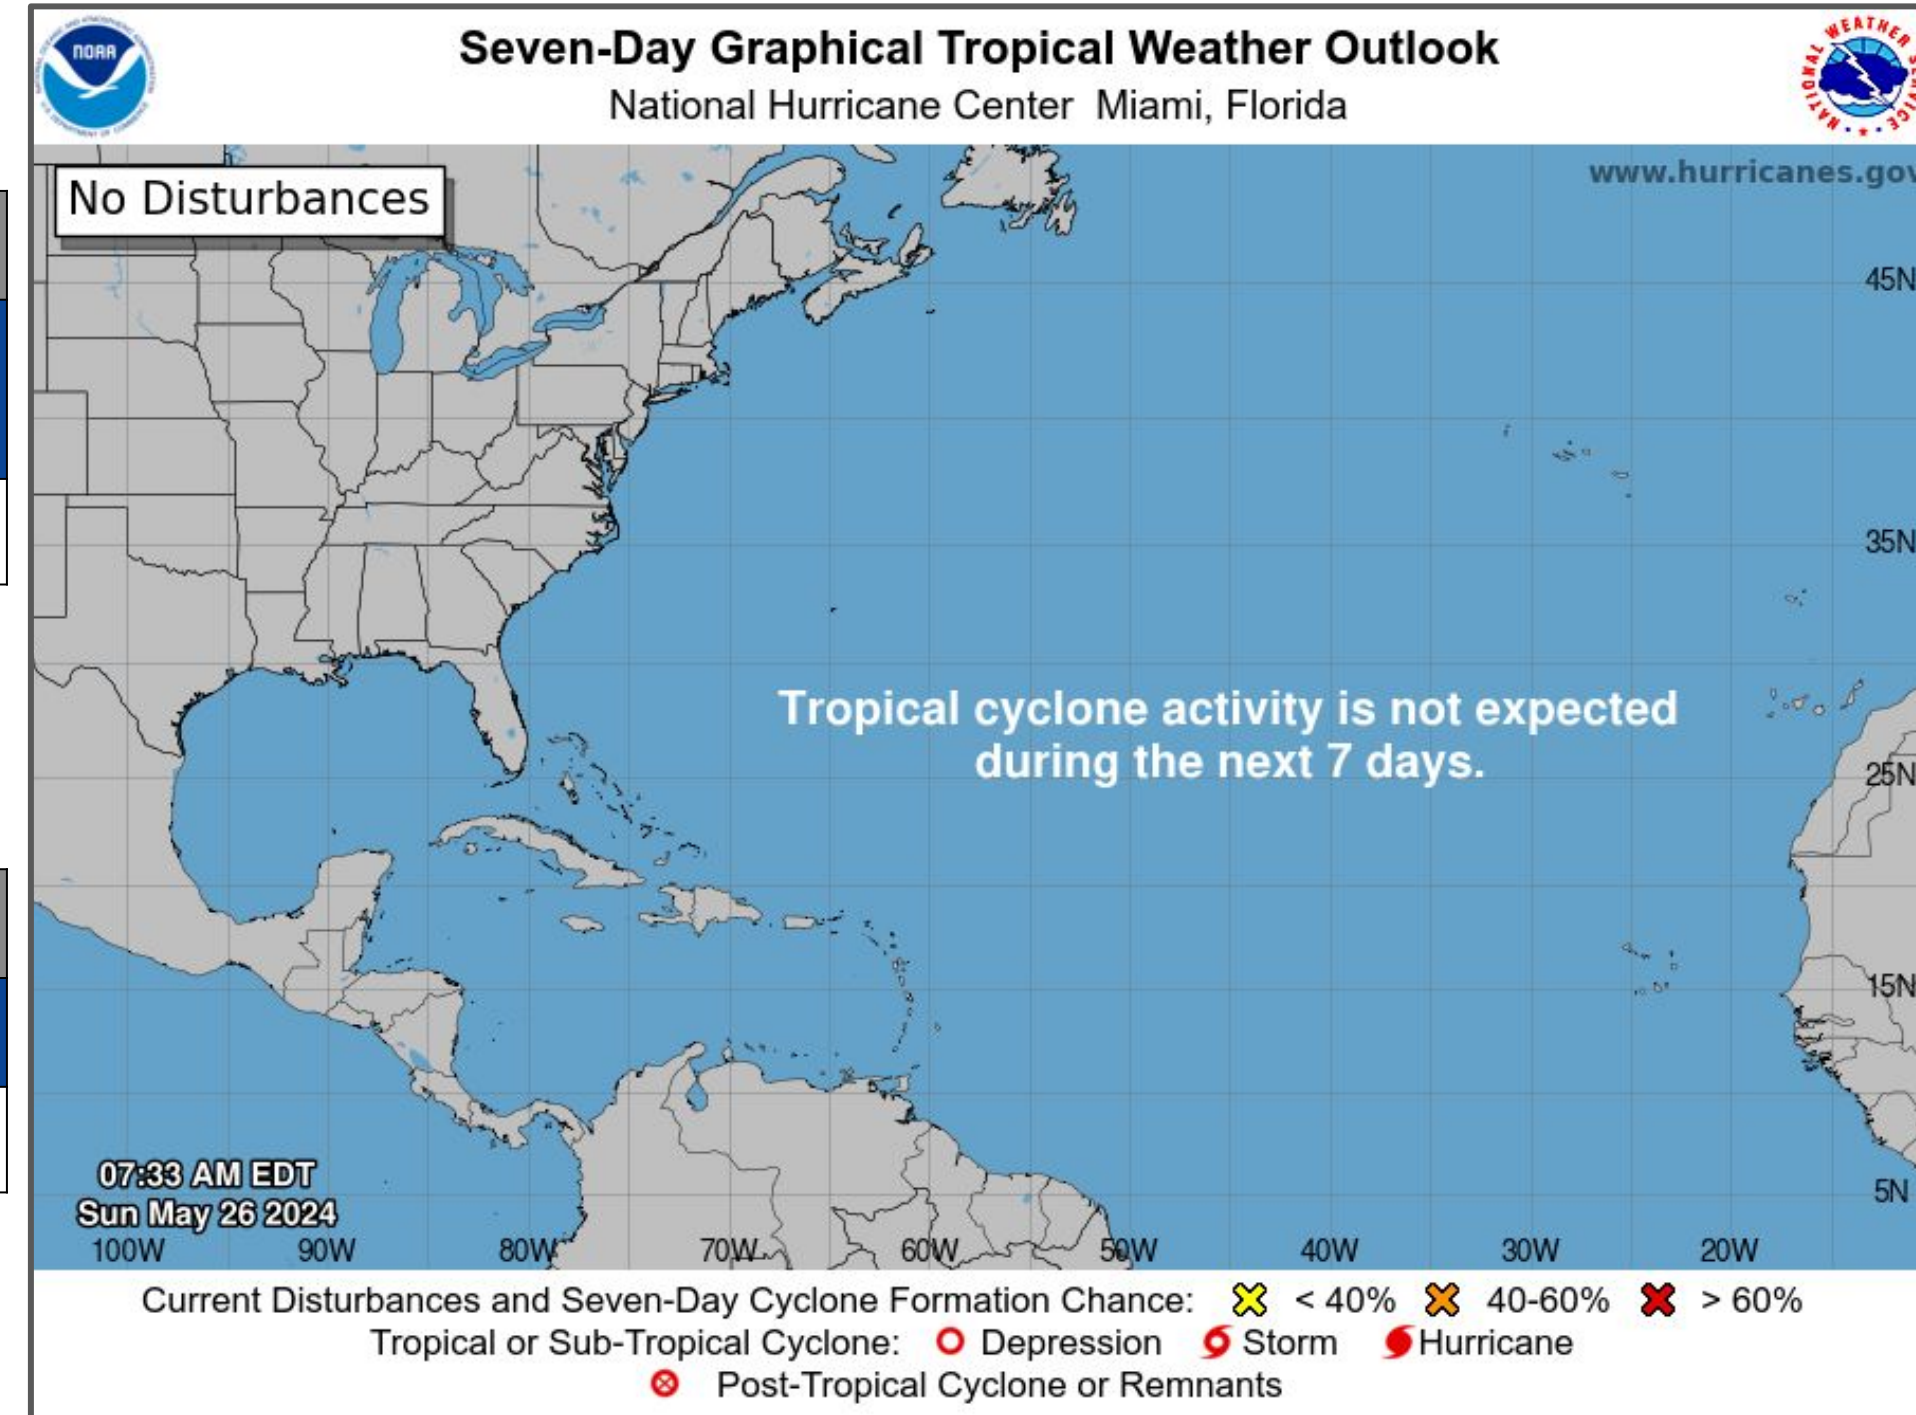 NOAA
Seven-Day Graphical Tropical Weather Outlook
National Hurricane Center Miami, Florida
No Disturbances
www.hurricanes.gov
45N
35N
Tropical cyclone activity is not expected
during the next 7 days.
25N
15N
07:33 AM EDT
Sun May 26 2024
5N
100W 90W 80W 70W 60W 50W 40W 30W 20W
Current Disturbances and Seven-Day Cyclone Formation Chance: < 40% 40-60% > 60%
Tropical or Sub-Tropical Cyclone: Depression Storm Hurricane
Post-Tropical Cyclone or Remnants